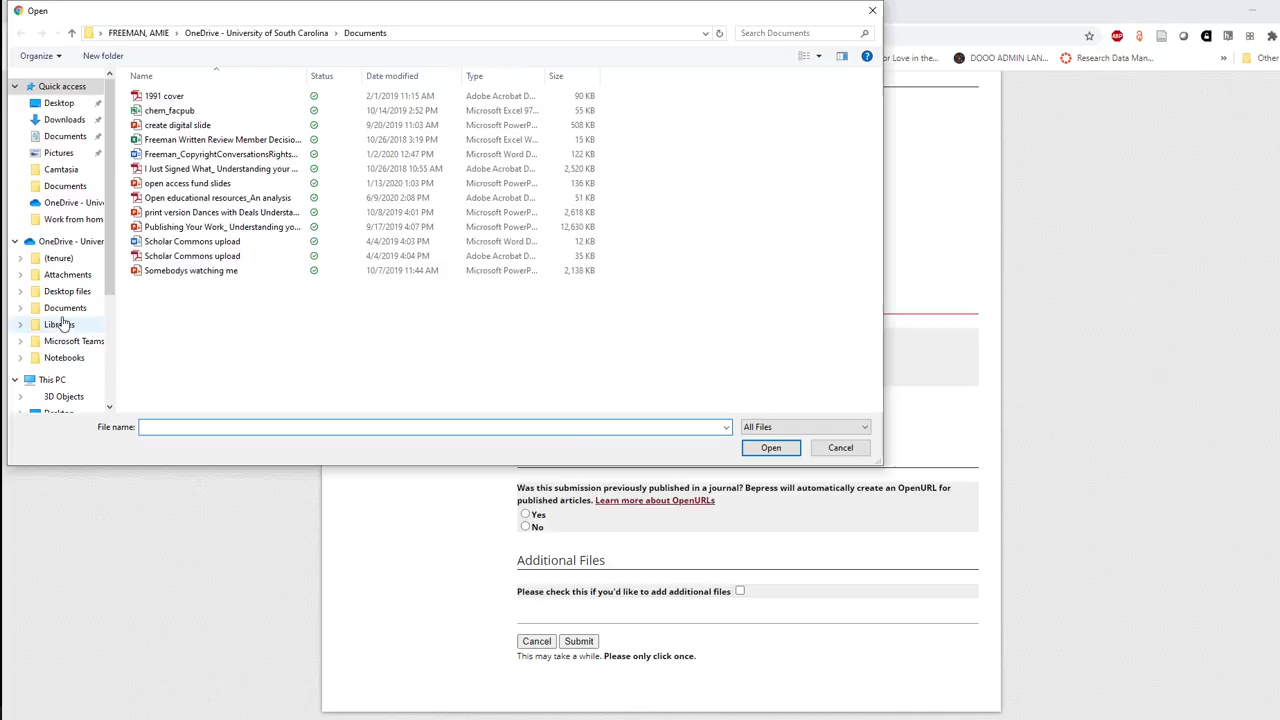 Open
FREEMAN, AMIE > OneDrive - University of South Carolina > Documents
Search Documents
Organize
New folder
or Love in the...
DOOO ADMIN LAN...
Research Data Man...
»
Other
Name
Status
Date modified
Type
Size
1991 cover
2/1/2019 11:15 AM
Adobe Acrobat D...
90 KB
chem_facpub
10/14/2019 2:52 PM
Microsoft Excel 97...
55 KB
create digital slide
9/20/2019 11:03 AM
Microsoft PowerP...
508 KB
Freeman Written Review Member Decisio...
10/26/2018 3:19 PM
Microsoft Excel W...
15 KB
Freeman_CopyrightConversationsRights...
1/2/2020 12:47 PM
Microsoft Word D...
122 KB
I Just Signed What_ Understanding your ...
10/26/2018 10:55 AM
Adobe Acrobat D...
2,520 KB
open access fund slides
1/13/2020 1:03 PM
Microsoft PowerP...
136 KB
Open educational resources_An analysis
6/9/2020 2:08 PM
Adobe Acrobat D...
51 KB
print version Dances with Deals Understa...
10/8/2019 4:01 PM
Microsoft PowerP...
2,618 KB
Publishing Your Work_ Understanding yo...
9/17/2019 4:07 PM
Microsoft PowerP...
12,630 KB
Scholar Commons upload
4/4/2019 4:03 PM
Microsoft Word D...
12 KB
Scholar Commons upload
4/4/2019 4:04 PM
Adobe Acrobat D...
35 KB
Somebodys watching me
10/7/2019 11:44 AM
Microsoft PowerP...
2,138 KB
Quick access
Desktop
Downloads
Documents
Pictures
Camtasia
Documents
OneDrive - Unive
Work from hom
OneDrive - Univer
(tenure)
Attachments
Desktop files
Documents
Microsoft Teams
Notebooks
This PC
3D Objects
File name:
All Files
Open
Cancel
Was this submission previously published in a journal? Bepress will automatically create an OpenURL for
published articles. Learn more about OpenURLs
Yes
No
Additional Files
Please check this if you'd like to add additional files
Cancel
Submit
This may take a while. Please only click once.